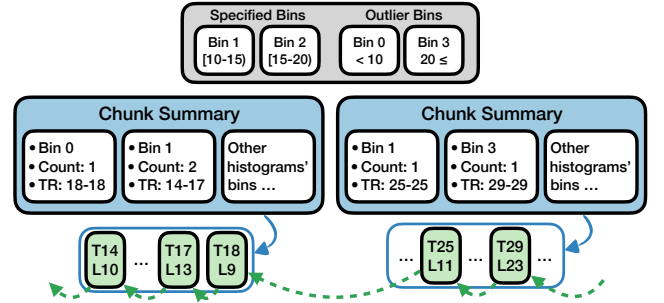 Specified Bins
Outlier Bins
Bin 1
[10-15)
Bin 2
[15-20)
Bin 0
< 10
Bin 3
20 ≤
Chunk Summary
• Bin 0
• Count: 1
• TR: 18-18
• Bin 1
• Count: 2
• TR: 14-17
Other
histograms'
bins ...
Chunk Summary
• Bin 1
• Count: 1
• TR: 25-25
• Bin 3
• Count: 1
• TR: 29-29
Other
histograms'
bins ...
T14
L10
...
T17
L13
T18
L9
...
T25
L11
...
T29
L23
...